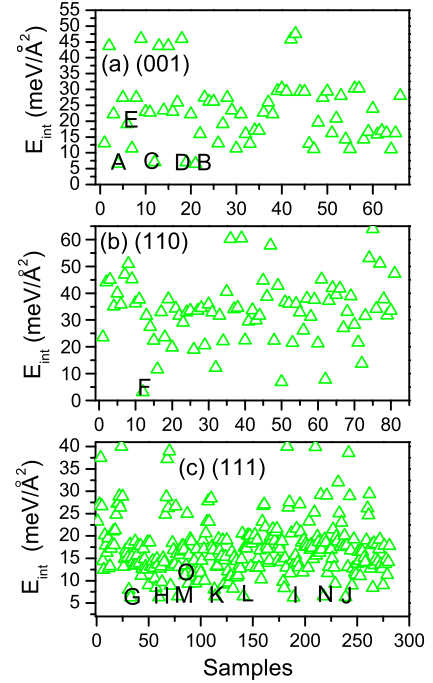 55
50
45
40
35
30
25
20
15
10
5
0
E_int (meV/Å²)
(a) (001)
E
A C D B
0 10 20 30 40 50 60
60
50
40
30
20
10
0
E_int (meV/Å²)
(b) (110)
F
0 10 20 30 40 50 60 70 80
40
35
30
25
20
15
10
5
E_int (meV/Å²)
(c) (111)
O
G H M K L I N J
0 50 100 150 200 250 300
Samples